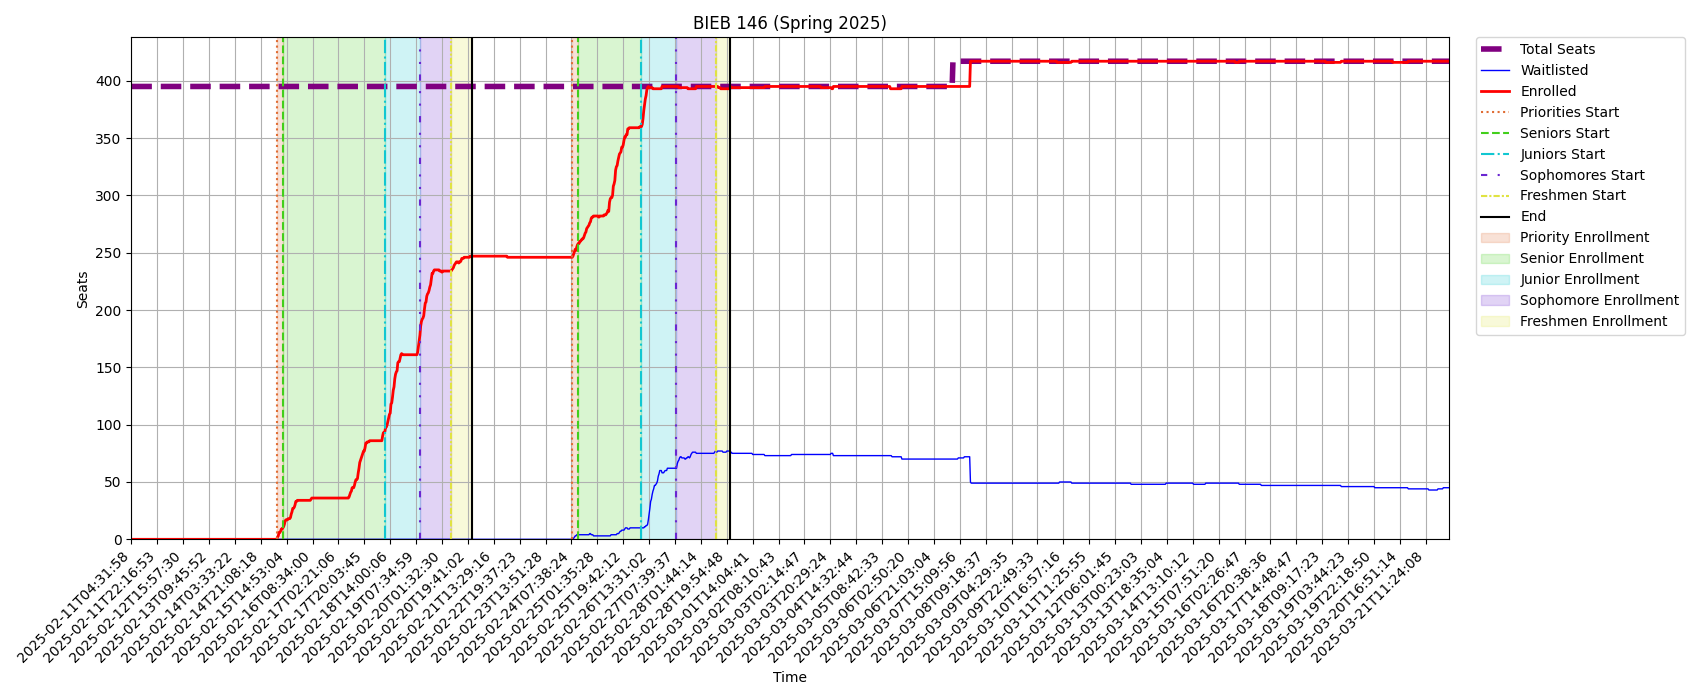 BIEB 146 (Spring 2025)
Seats
400
350
300
250
200
150
100
50
0
Total Seats
Waitlisted
Enrolled
Priorities Start
Seniors Start
Juniors Start
Sophomores Start
Freshmen Start
End
Priority Enrollment
Senior Enrollment
Junior Enrollment
Sophomore Enrollment
Freshmen Enrollment
2025-02-11T04:31:58
2025-02-11T22:16:53
2025-02-12T15:57:30
2025-02-13T09:45:52
2025-02-14T03:33:22
2025-02-14T21:08:18
2025-02-15T14:53:04
2025-02-16T08:34:00
2025-02-17T02:21:06
2025-02-17T20:03:45
2025-02-18T14:00:06
2025-02-19T07:34:59
2025-02-20T01:32:30
2025-02-20T19:41:02
2025-02-21T13:29:16
2025-02-22T19:37:23
2025-02-23T13:51:28
2025-02-24T07:38:24
2025-02-25T01:35:28
2025-02-25T19:42:12
2025-02-26T13:31:02
2025-02-27T07:39:37
2025-02-28T01:44:14
2025-02-28T19:54:48
2025-03-01T14:04:41
2025-03-02T08:10:43
2025-03-03T02:14:47
2025-03-03T20:29:24
2025-03-04T14:32:44
2025-03-05T08:42:33
2025-03-06T02:50:20
2025-03-06T21:03:04
2025-03-07T15:09:56
2025-03-08T09:18:37
2025-03-09T04:29:35
2025-03-09T22:49:33
2025-03-10T16:57:16
2025-03-11T11:25:55
2025-03-12T06:01:45
2025-03-13T00:23:03
2025-03-13T18:35:04
2025-03-14T13:10:12
2025-03-15T07:51:20
2025-03-16T02:26:47
2025-03-16T20:38:36
2025-03-17T14:48:47
2025-03-18T09:17:23
2025-03-19T03:44:23
2025-03-19T22:18:50
2025-03-20T16:51:14
2025-03-21T11:24:08
Time